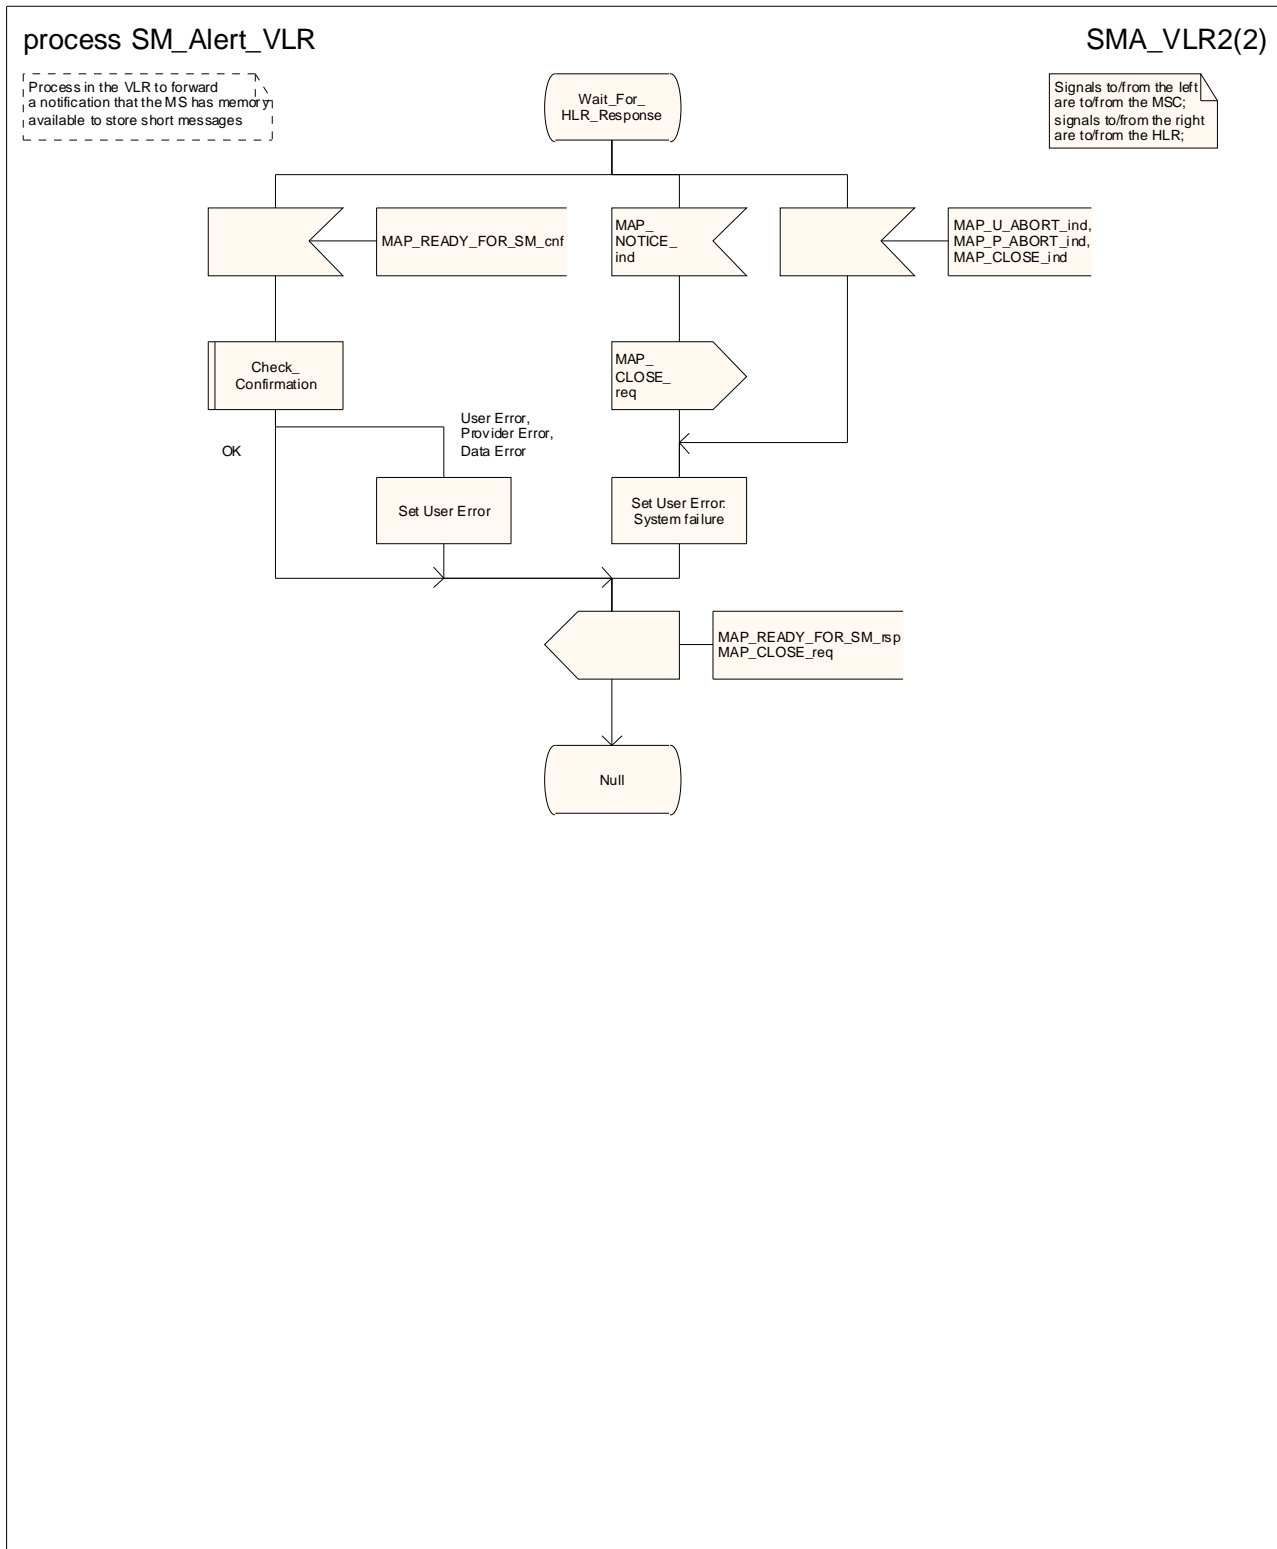 process SM_Alert_VLR
SMA_VLR2(2)
Process in the VLR to forward
a notification that the MS has memory
available to store short messages
Wait_For_
HLR_Response
Signals to/from the left
are to/from the MSC;
signals to/from the right
are to/from the HLR;
MAP_READY_FOR_SM_cnf
MAP_
NOTICE_
ind
MAP_U_ABORT_ind,
MAP_P_ABORT_ind,
MAP_CLOSE_ind
Check_
Confirmation
MAP_
CLOSE_
req
OK
User Error,
Provider Error,
Data Error
Set User Error
Set User Error:
System failure
MAP_READY_FOR_SM_rsp
MAP_CLOSE_req
Null